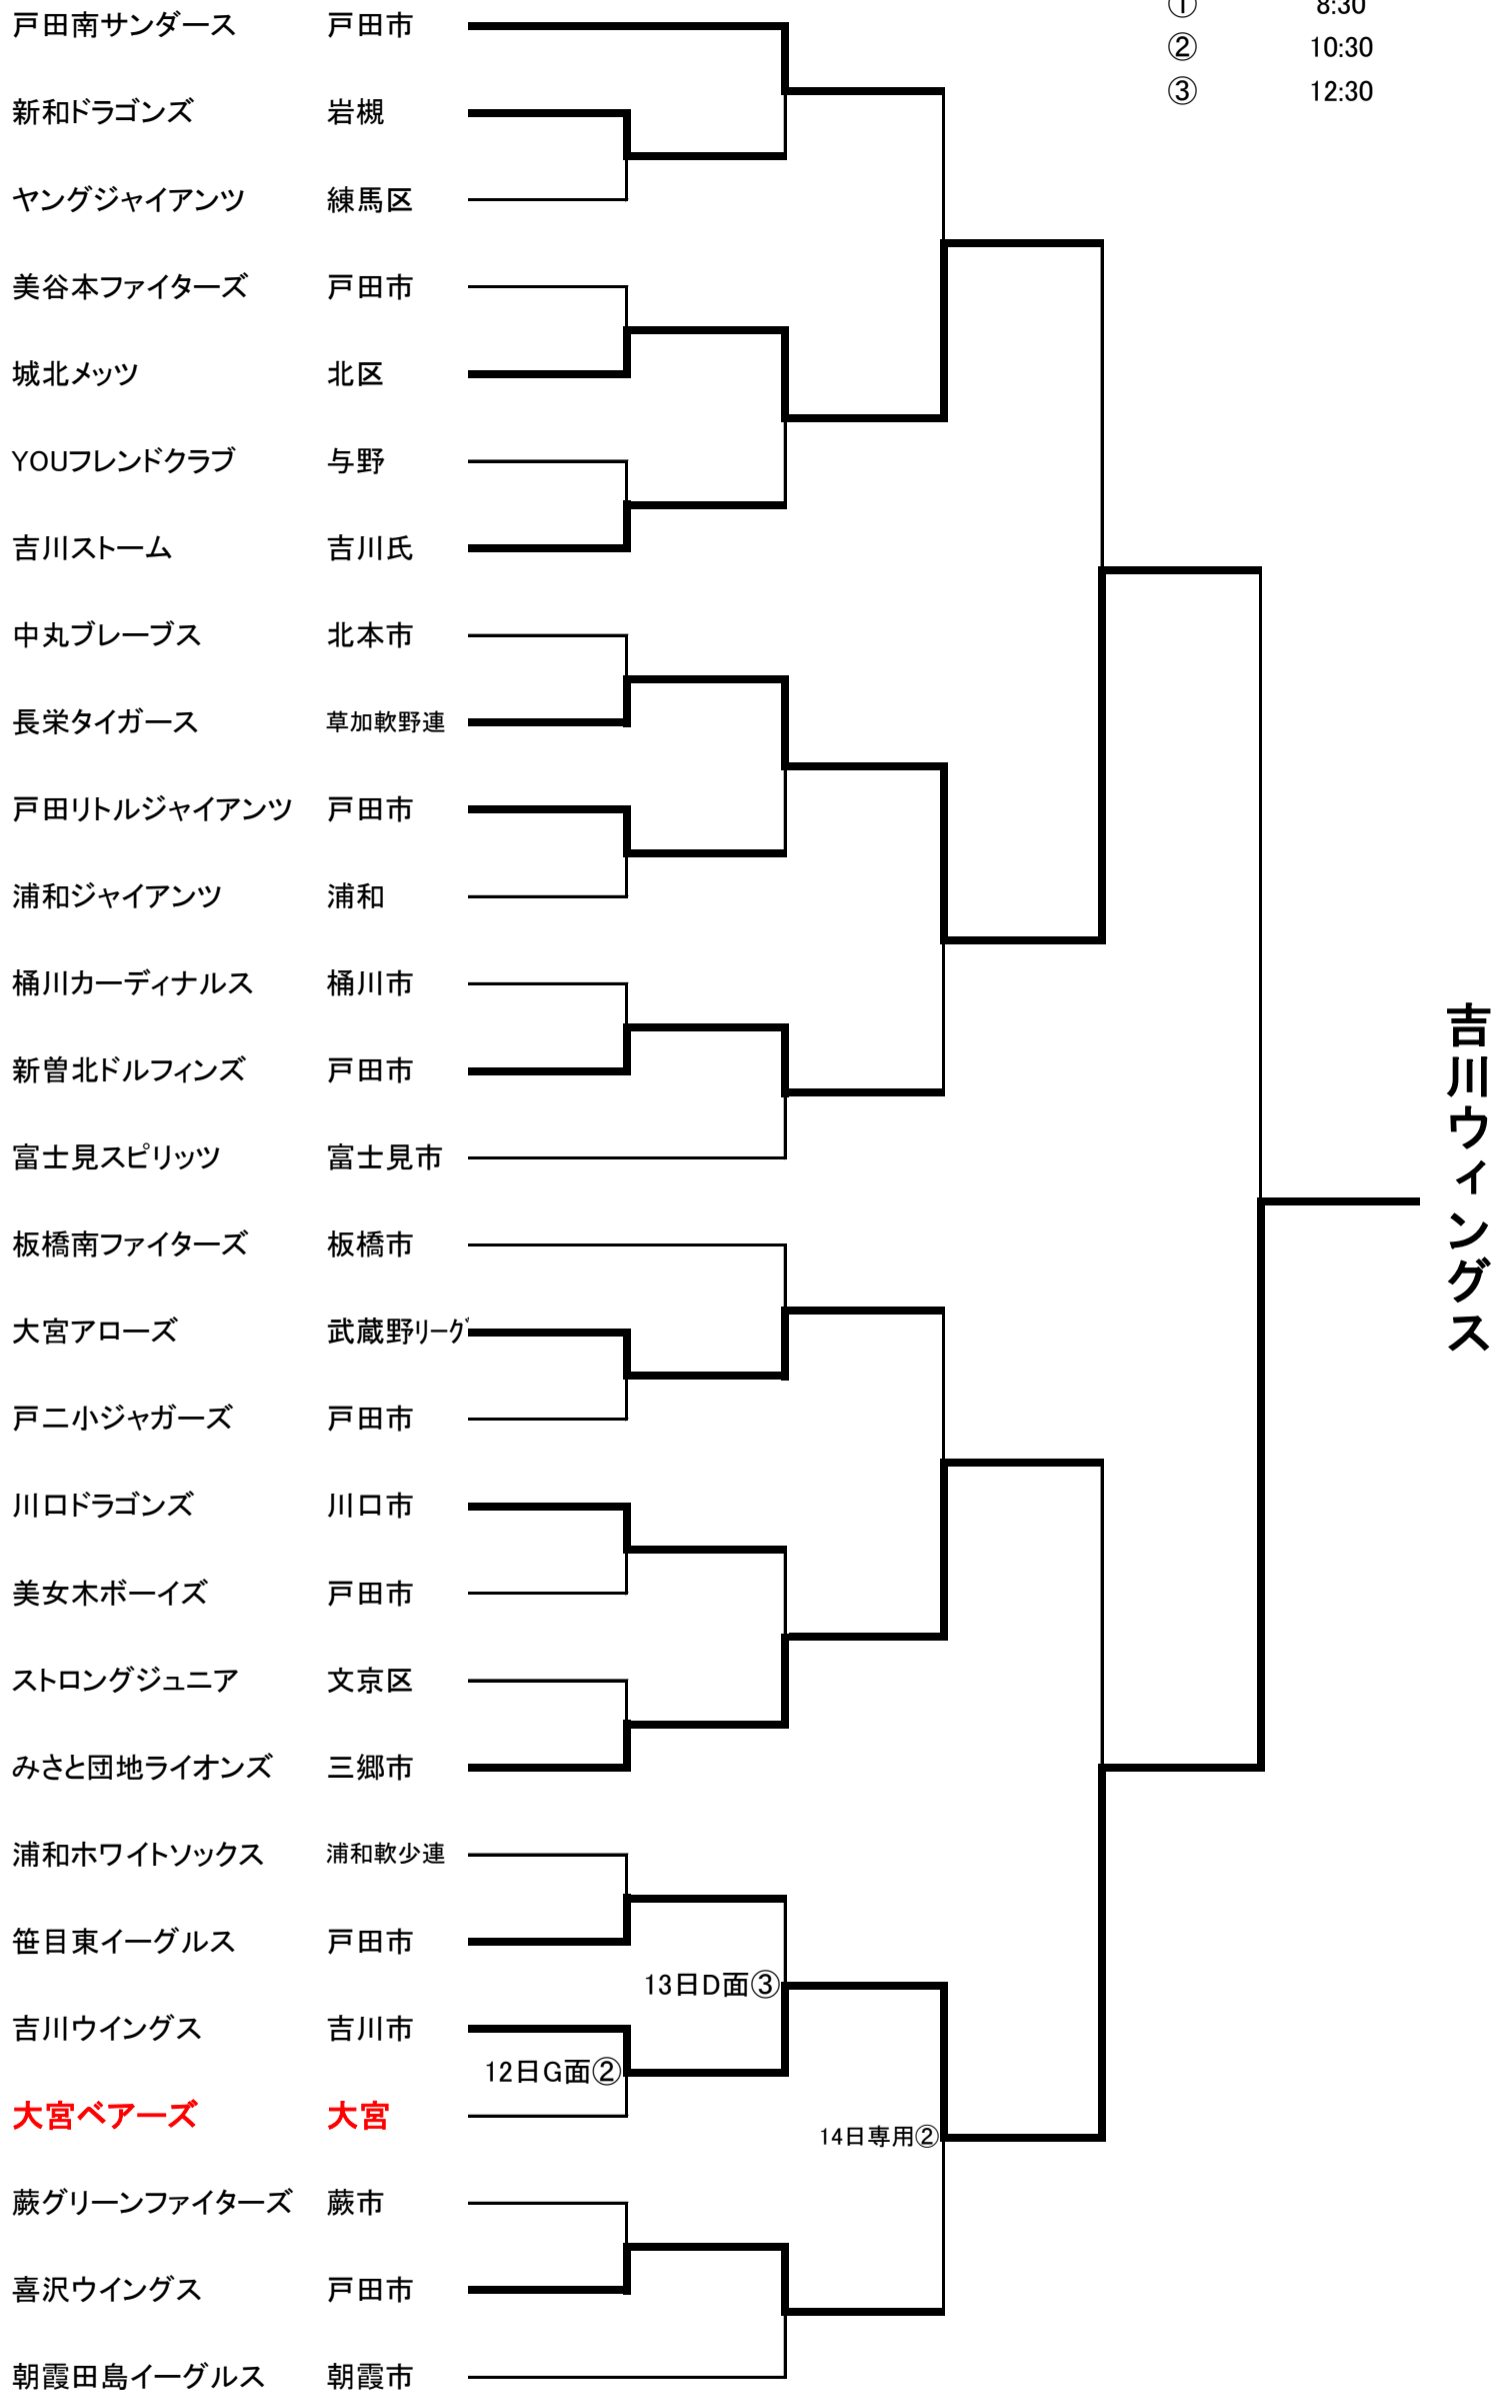 ① 8:30
戸田南サンダース 戸田市
② 10:30
③ 12:30
新和ドラゴンズ 岩槻
ヤングジャイアンツ 練馬区
美谷本ファイターズ 戸田市
城北メッツ 北区
YOUフレンドクラブ 与野
吉川ストーム 吉川氏
中丸ブレーブス 北本市
長栄タイガース 草加軟野連
戸田リトルジャイアンツ 戸田市
浦和ジャイアンツ 浦和
桶川カーディナルス 桶川市
新曽北ドルフィンズ 戸田市
富士見スピリッツ 富士見市
吉川ウィングス
板橋南ファイターズ 板橋市
大宮アローズ 武蔵野リーグ
戸二小ジャガーズ 戸田市
川口ドラゴンズ 川口市
美女木ボーイズ 戸田市
ストロングジュニア 文京区
みさと団地ライオンズ 三郷市
浦和ホワイトソックス 浦和軟少連
笹目東イーグルス 戸田市
13日D面③
吉川ウイングス 吉川市
12日G面②
大宮ベアーズ 大宮
14日専用②
蕨グリーンファイターズ 蕨市
喜沢ウイングス 戸田市
朝霞田島イーグルス 朝霞市